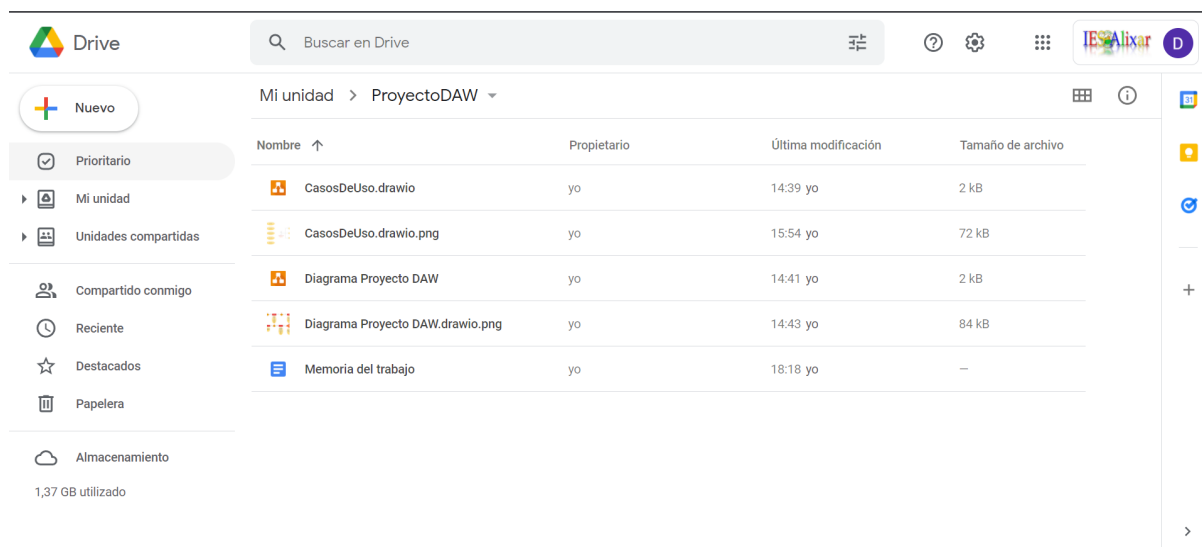 Drive
Buscar en Drive
IES Alixar
D
Nuevo
Mi unidad > ProyectoDAW
31
Prioritario
Mi unidad
Unidades compartidas
Compartido conmigo
Reciente
Destacados
Papelera
Almacenamiento
1,37 GB utilizado
Nombre Propietario Última modificación Tamaño de archivo
CasosDeUso.drawio yo 14:39 yo 2 kB
CasosDeUso.drawio.png yo 15:54 yo 72 kB
Diagrama Proyecto DAW yo 14:41 yo 2 kB
Diagrama Proyecto DAW.drawio.png yo 14:43 yo 84 kB
Memoria del trabajo yo 18:18 yo —